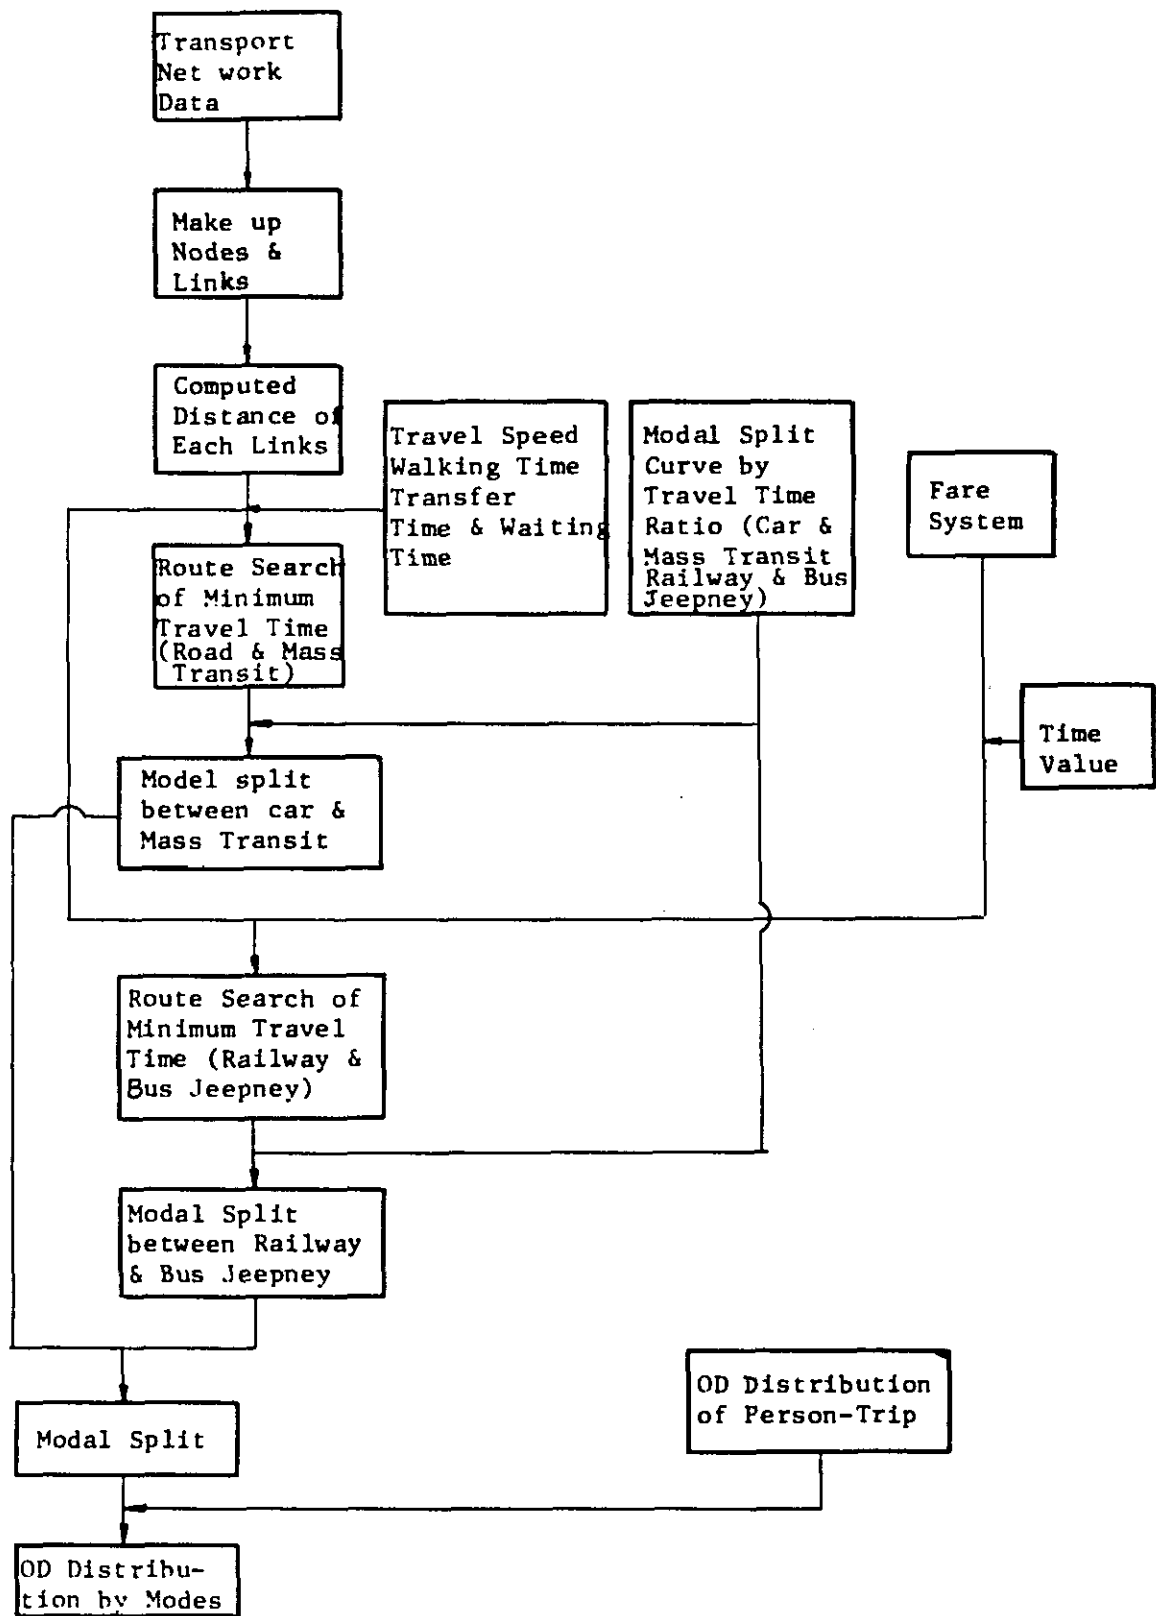 Transport
Net work
Data
Make up
Nodes &
Links
Computed
Distance of
Each Links
Travel Speed
Walking Time
Transfer
Time & Waiting
Time
Modal Split
Curve by
Travel Time
Ratio (Car &
Mass Transit
Railway & Bus
Jeepney)
Fare
System
Route Search
of Minimum
Travel Time
(Road & Mass
Transit)
Time
Value
Model split
between car &
Mass Transit
Route Search of
Minimum Travel
Time (Railway &
Bus Jeepney)
Modal Split
between Railway
& Bus Jeepney
OD Distribution
of Person-Trip
Modal Split
OD Distribu-
tion by Modes